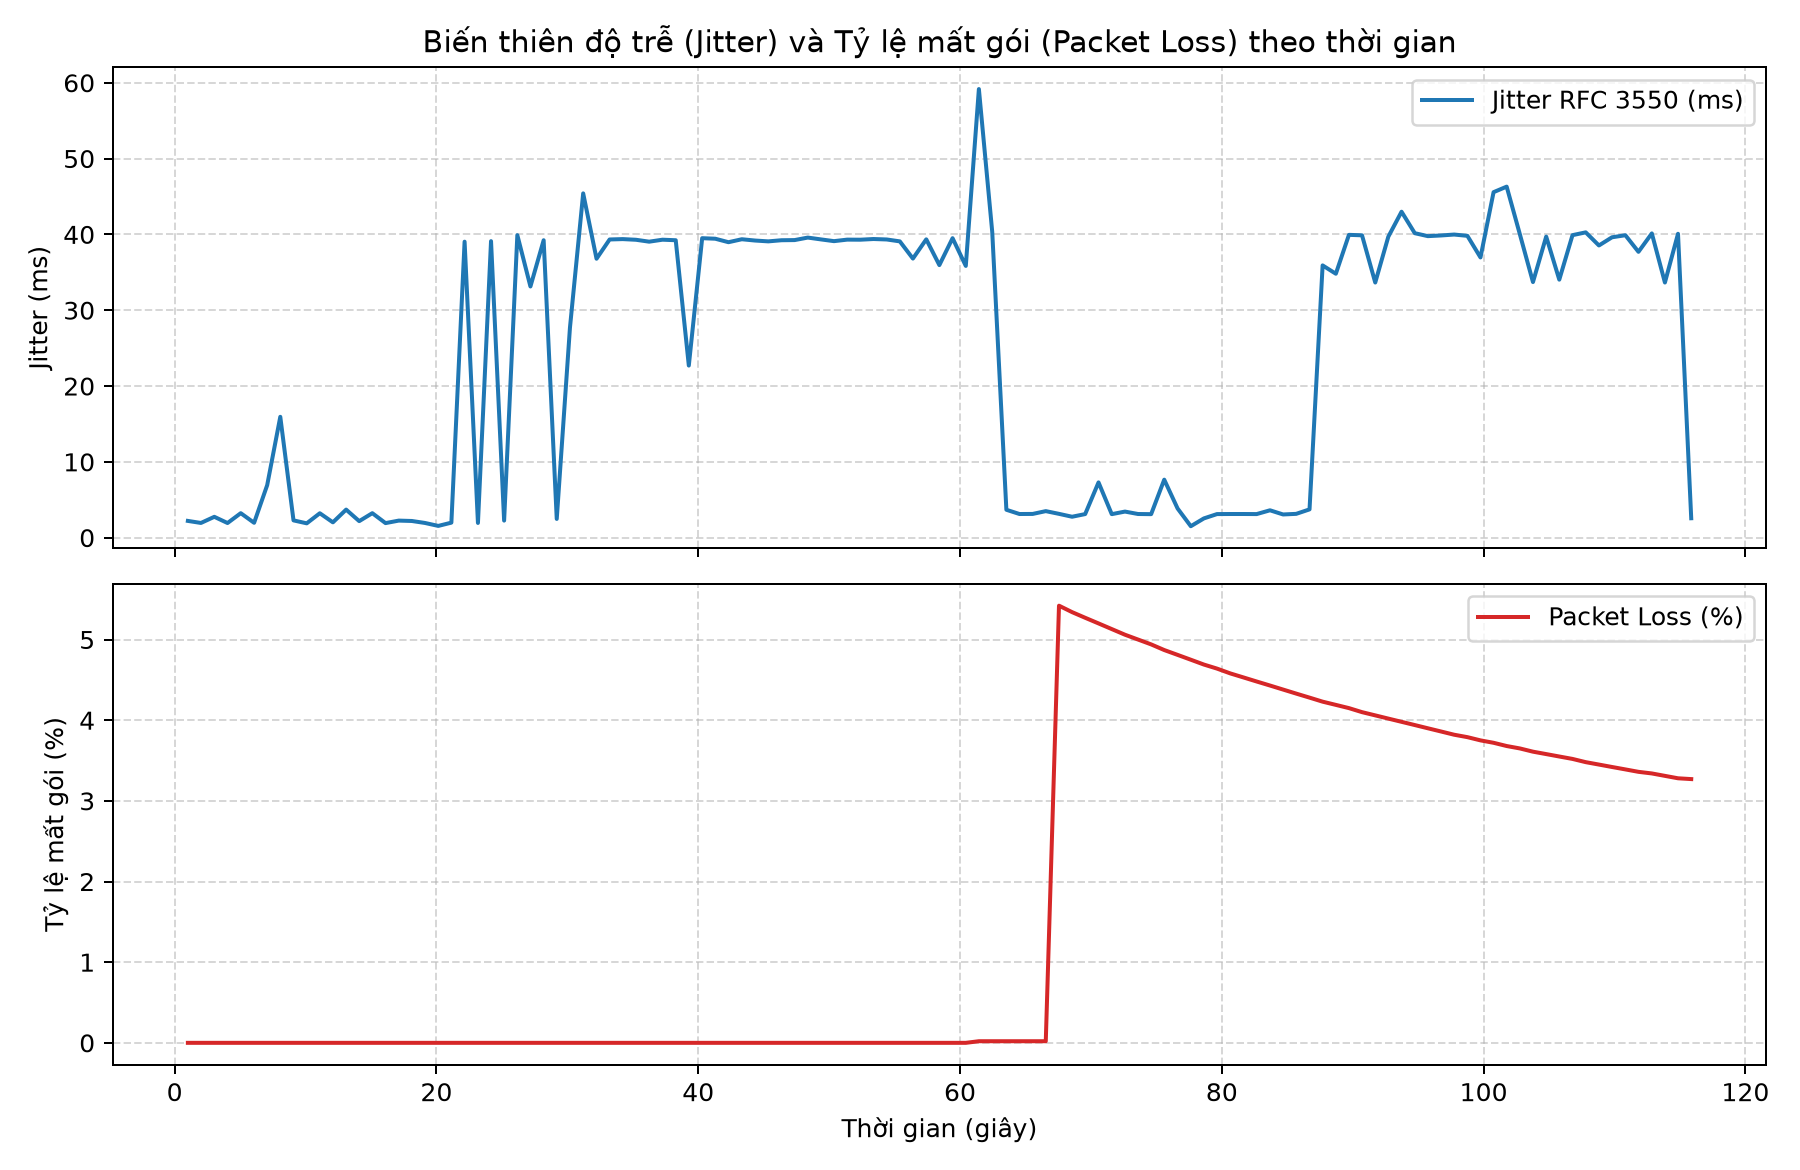 Biến thiên độ trễ (Jitter) và Tỷ lệ mất gói (Packet Loss) theo thời gian
60
50
40
30
20
10
0
Jitter (ms)
Jitter RFC 3550 (ms)
5
4
3
2
1
0
Tỷ lệ mất gói (%)
Packet Loss (%)
0 20 40 60 80 100 120
Thời gian (giây)